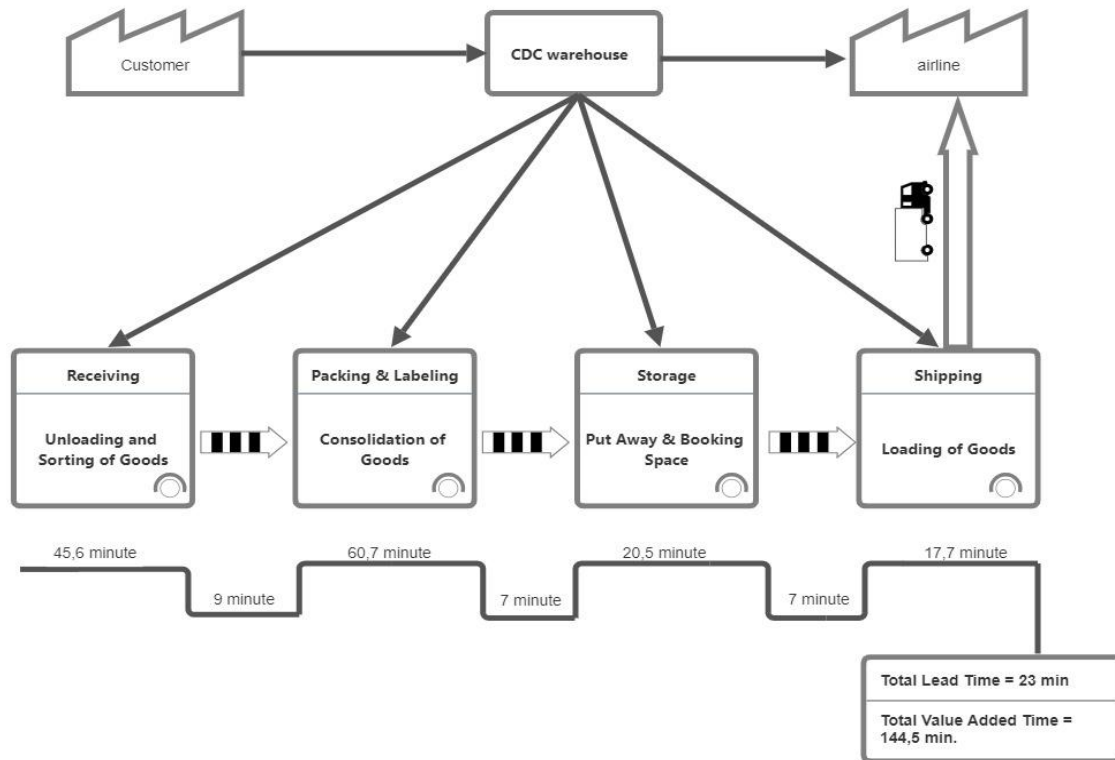 Customer
CDC warehouse
airline
Receiving
Unloading and
Sorting of Goods
Packing & Labeling
Consolidation of
Goods
Storage
Put Away & Booking
Space
Shipping
Loading of Goods
45,6 minute
9 minute
60,7 minute
7 minute
20,5 minute
7 minute
17,7 minute
Total Lead Time = 23 min
Total Value Added Time =
144,5 min.